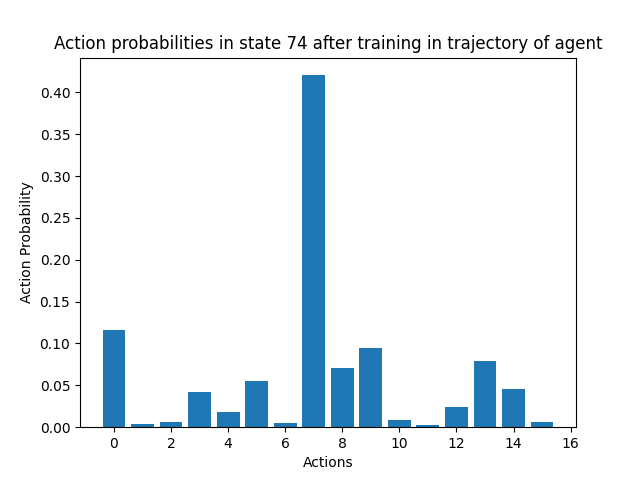 Action probabilities in state 74 after training in trajectory of agent
0.40
0.35
0.30
0.25
0.20
0.15
0.10
0.05
0.00
Action Probability
0 2 4 6 8 10 12 14 16
Actions